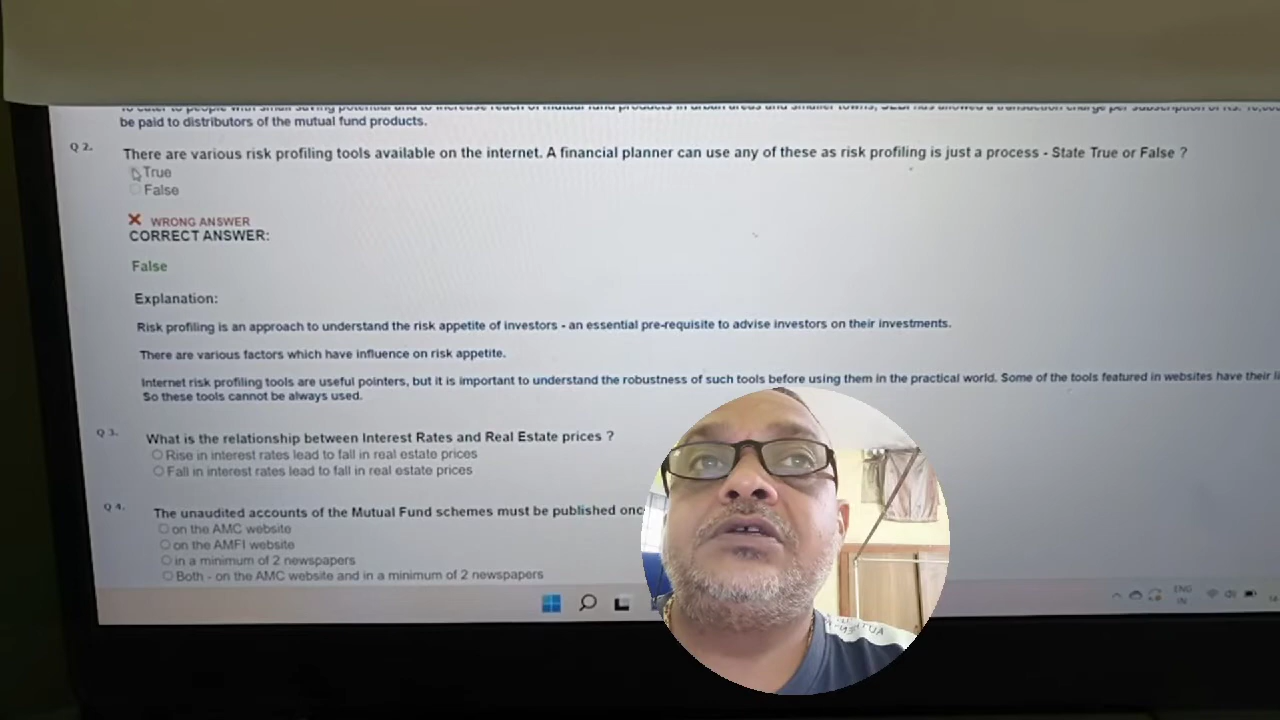 be paid to distributors of the mutual fund products.
Q 2.
There are various risk profiling tools available on the internet. A financial planner can use any of these as risk profiling is just a process - State True or False ?
True
False
WRONG ANSWER
CORRECT ANSWER:
False
Explanation:
Risk profiling is an approach to understand the risk appetite of investors - an essential pre-requisite to advise investors on their investments.
There are various factors which have influence on risk appetite.
Internet risk profiling tools are useful pointers, but it is important to understand the robustness of such tools before using them in the practical world. Some of the tools featured in websites have their
So these tools cannot be always used.
Q 3.
What is the relationship between Interest Rates and Real Estate prices ?
Rise in interest rates lead to fall in real estate prices
Fall in interest rates lead to fall in real estate prices
Q 4.
The unaudited accounts of the Mutual Fund schemes must be published
on the AMC website
on the AMFI website
in a minimum of 2 newspapers
Both - on the AMC website and in a minimum of 2 newspapers
ENG
IN